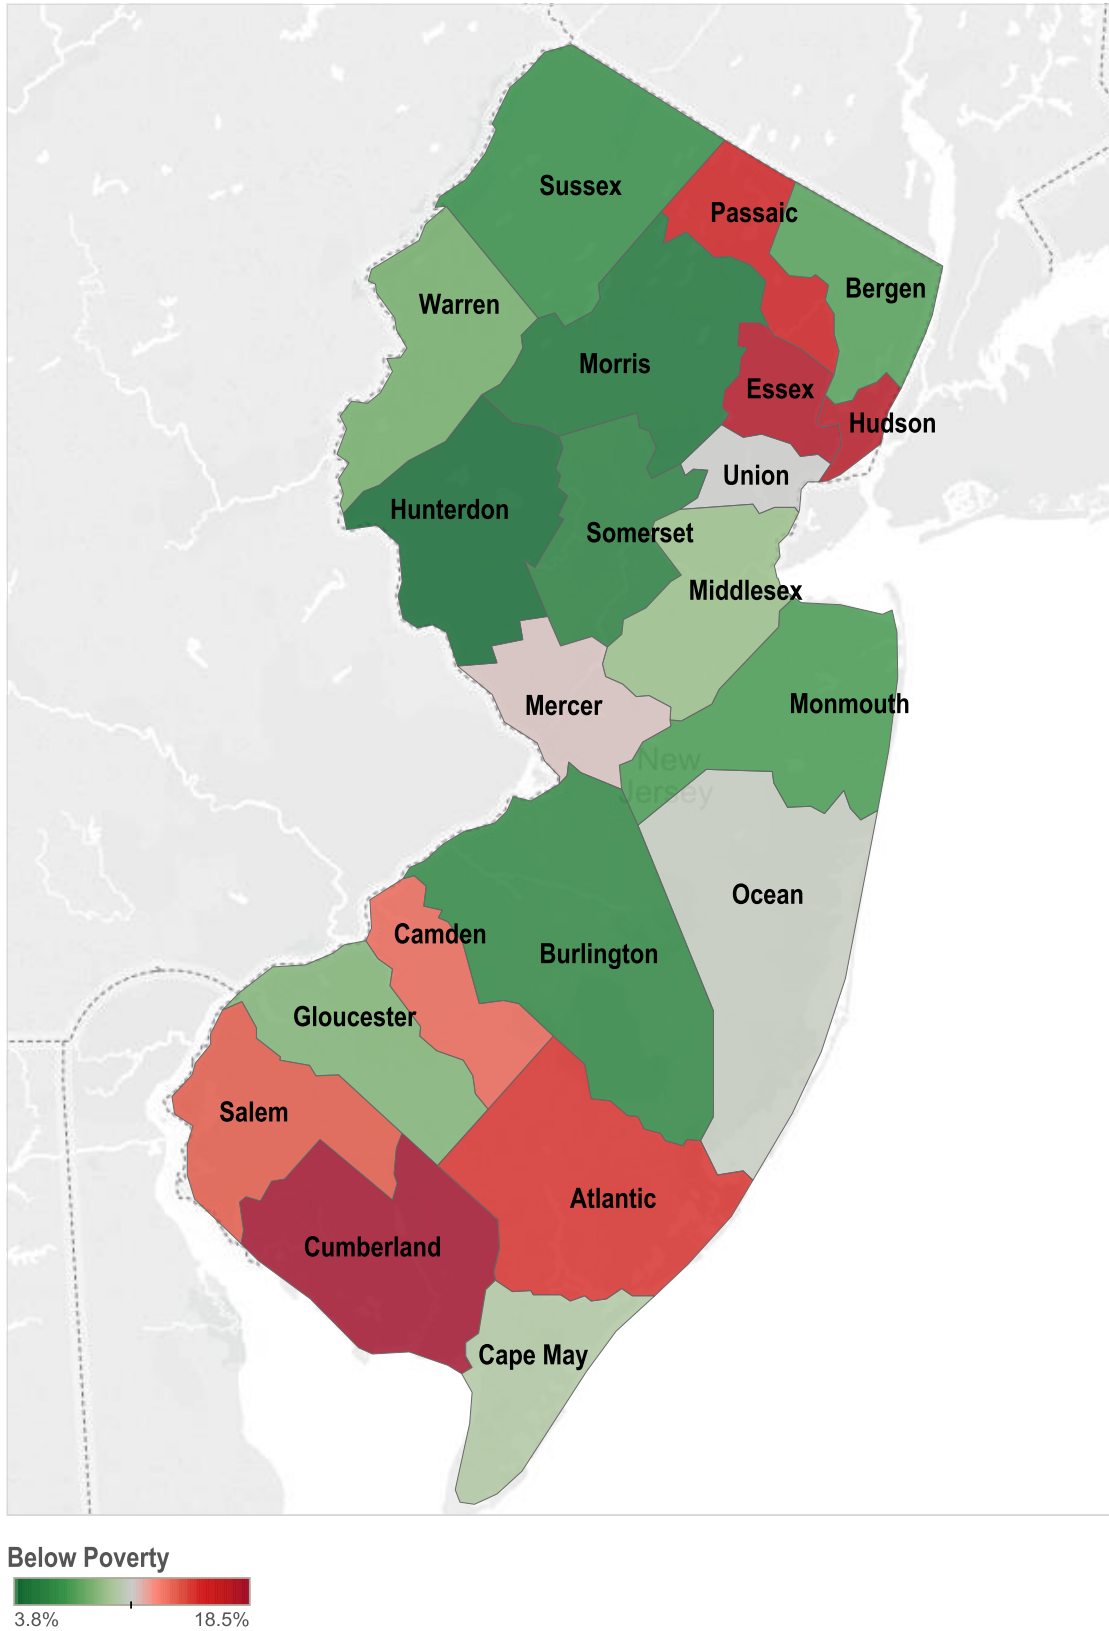 Sussex
Passaic
Bergen
Warren
Morris
Essex
Hudson
Union
Hunterdon
Somerset
Middlesex
Mercer
Monmouth
New
Jersey
Ocean
Camden
Burlington
Gloucester
Salem
Atlantic
Cumberland
Cape May
Below Poverty
3.8% 18.5%